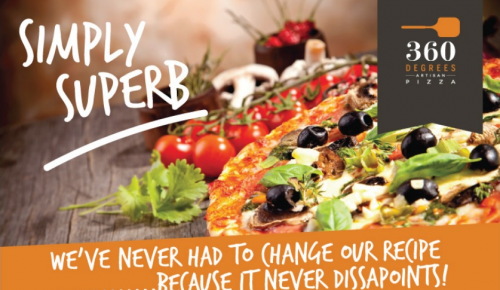 SIMPLY
SUPERB
360
DEGREES
ARTISAN
PIZZA
WE'VE NEVER HAD TO CHANGE OUR RECIPE
.......BECAUSE IT NEVER DISSAPOINTS!